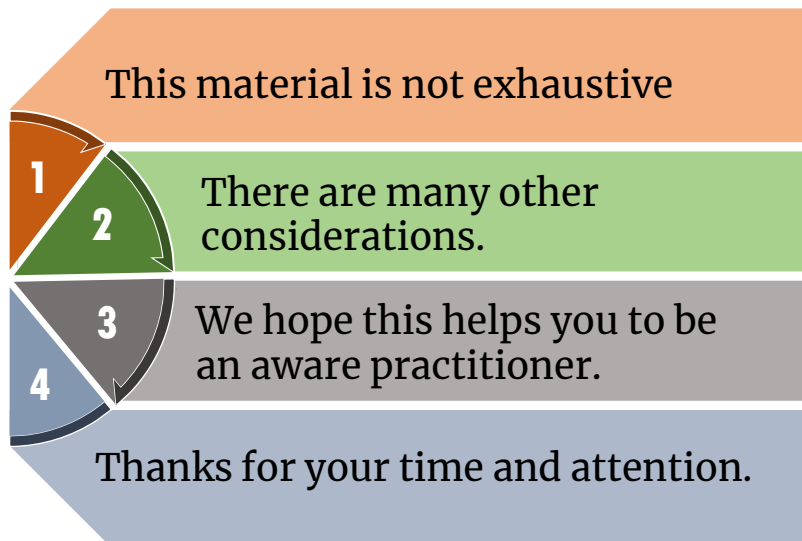 This material is not exhaustive
1
There are many other
considerations.
2
We hope this helps you to be
an aware practitioner.
3
Thanks for your time and attention.
4